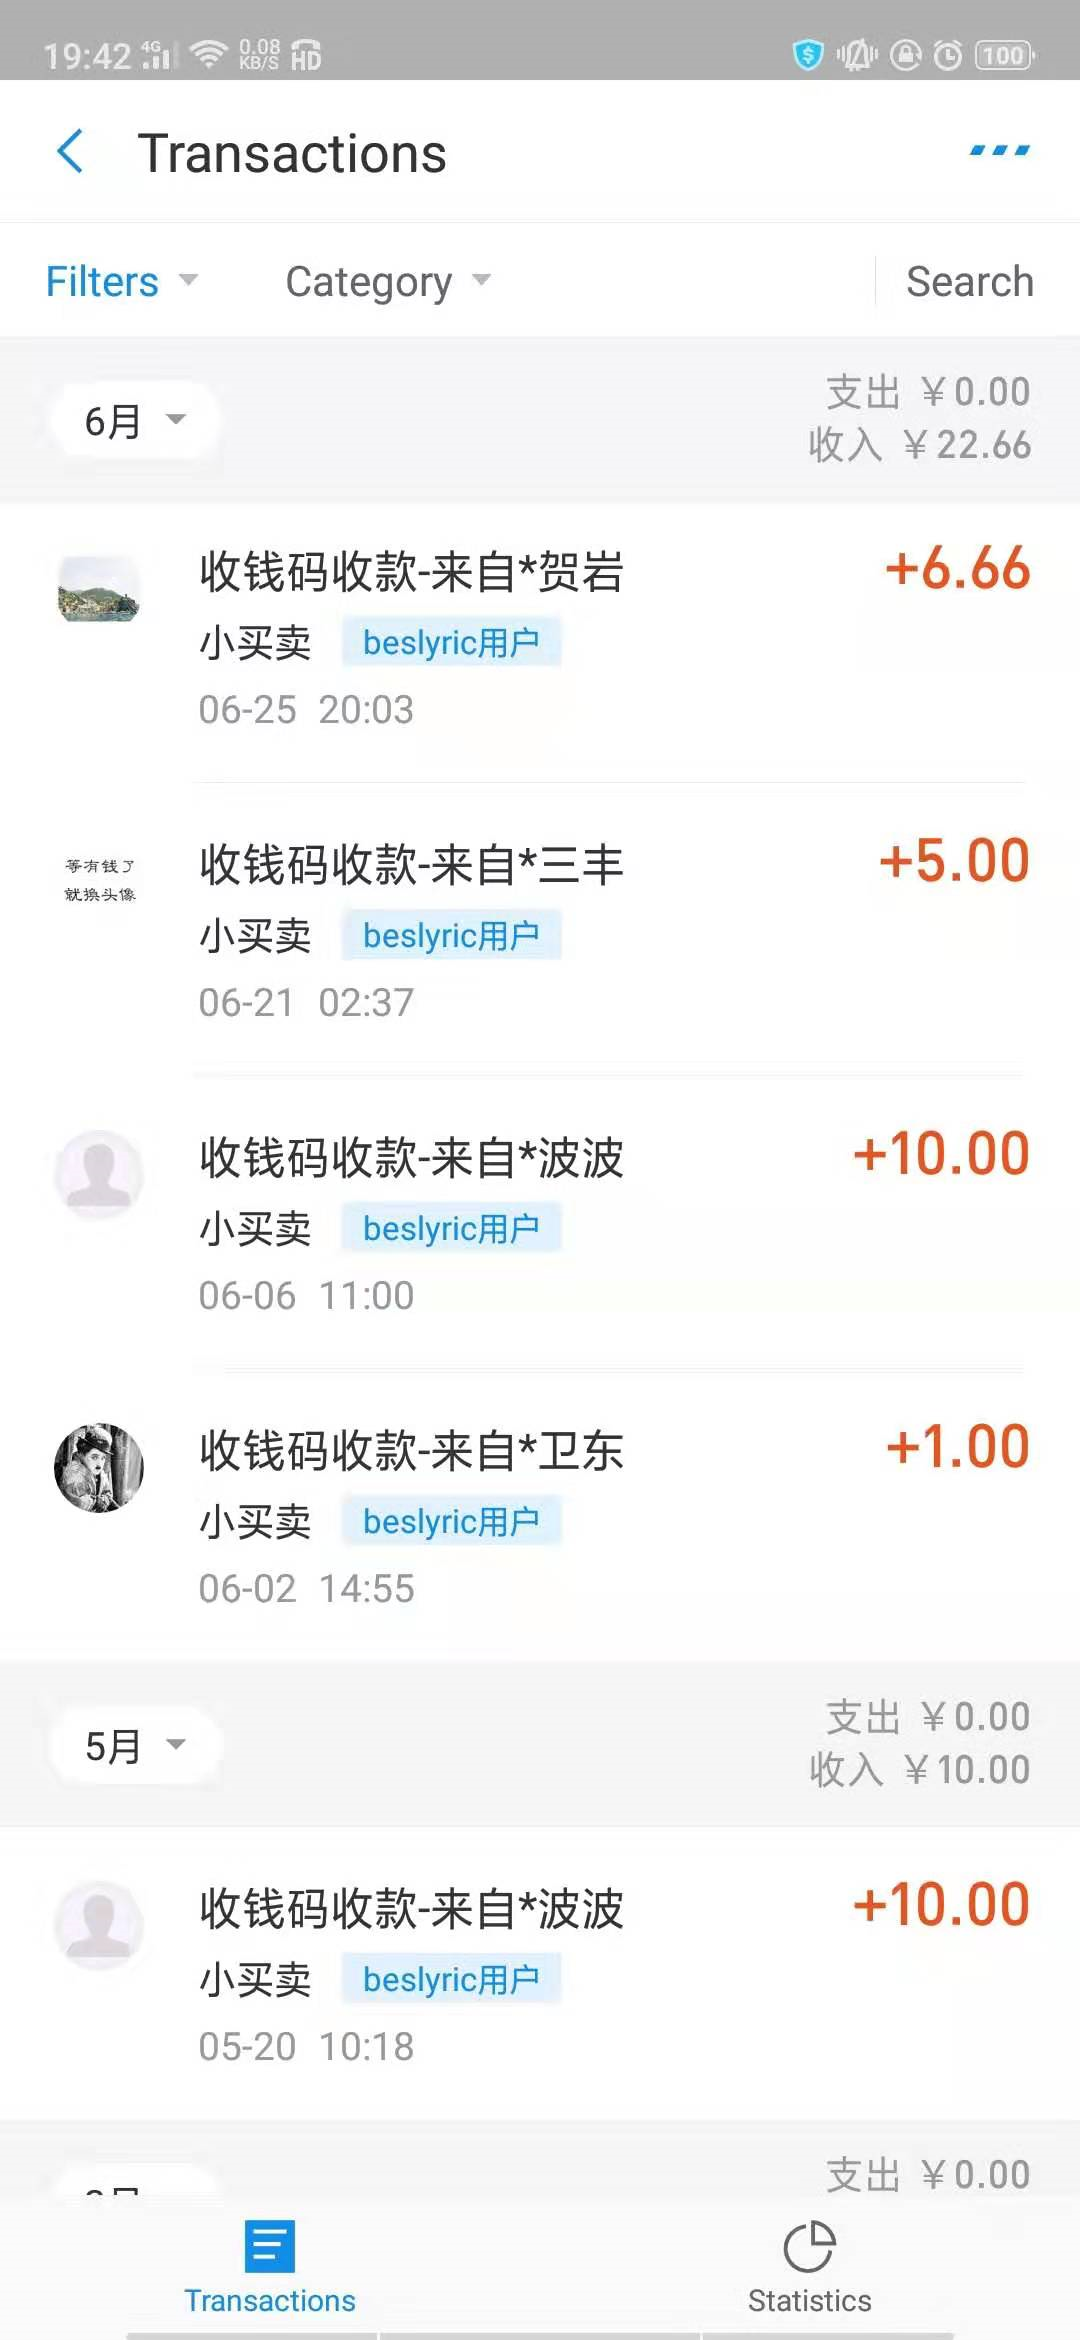 19:42 4G 0.08 KB/S HD 100
Transactions
Filters Category Search
6月
支出 ￥0.00
收入 ￥22.66
收钱码收款-来自*贺岩 +6.66
小买卖 beslyric用户
06-25 20:03
等有钱了
就换头像
收钱码收款-来自*三丰 +5.00
小买卖 beslyric用户
06-21 02:37
收钱码收款-来自*波波 +10.00
小买卖 beslyric用户
06-06 11:00
收钱码收款-来自*卫东 +1.00
小买卖 beslyric用户
06-02 14:55
5月
支出 ￥0.00
收入 ￥10.00
收钱码收款-来自*波波 +10.00
小买卖 beslyric用户
05-20 10:18
支出 ￥0.00
Transactions Statistics